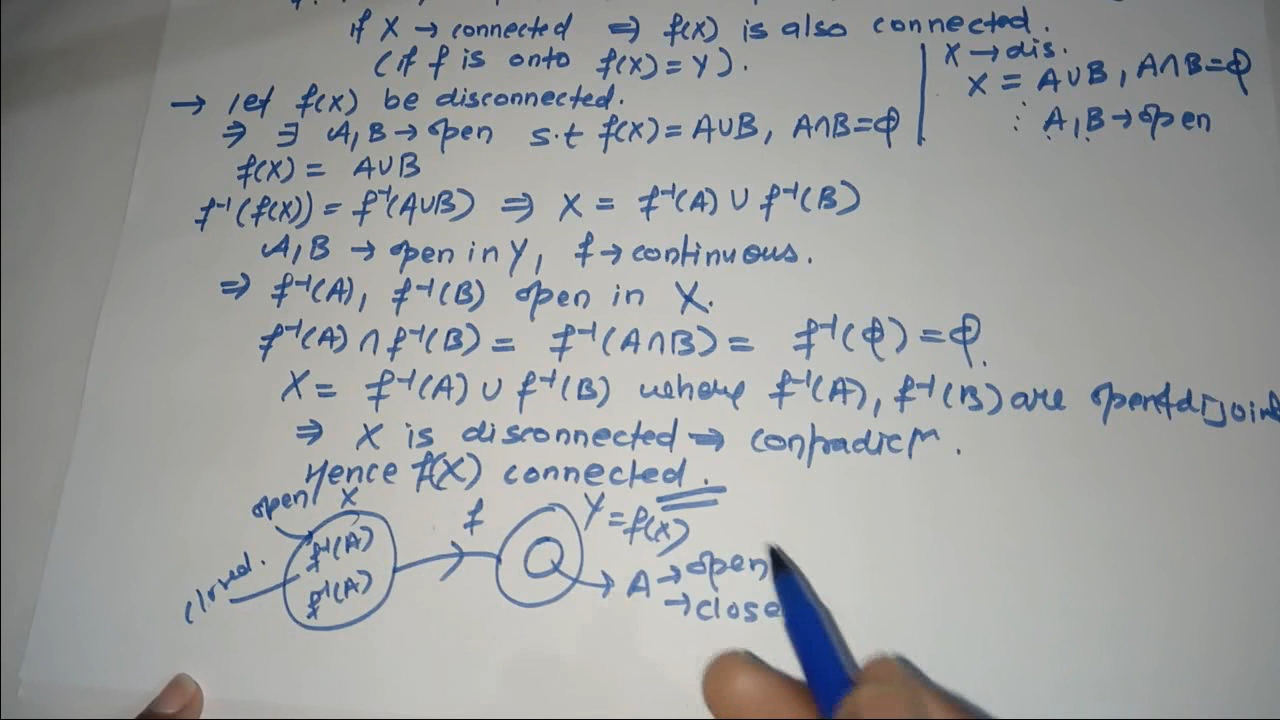 if X → connected ⇒ f(X) is also connected.
(if f is onto f(X)=Y).
X → dis.
X = A∪B, A∩B=φ
: A,B → open
→ let f(X) be disconnected.
⇒ ∃ A,B → open s.t f(X) = A∪B, A∩B=φ
f(X) = A∪B
f⁻¹(f(X)) = f⁻¹(A∪B) ⇒ X = f⁻¹(A) ∪ f⁻¹(B)
A,B → open in Y, f → continuous.
⇒ f⁻¹(A), f⁻¹(B) open in X.
f⁻¹(A) ∩ f⁻¹(B) = f⁻¹(A∩B) = f⁻¹(φ) = φ.
X = f⁻¹(A) ∪ f⁻¹(B) where f⁻¹(A), f⁻¹(B) are open &
⇒ X is disconnected →
Hence f(X) connected.
open X f Y = f(X)
closed. f⁻¹(A) A → open
f⁻¹(A) → close